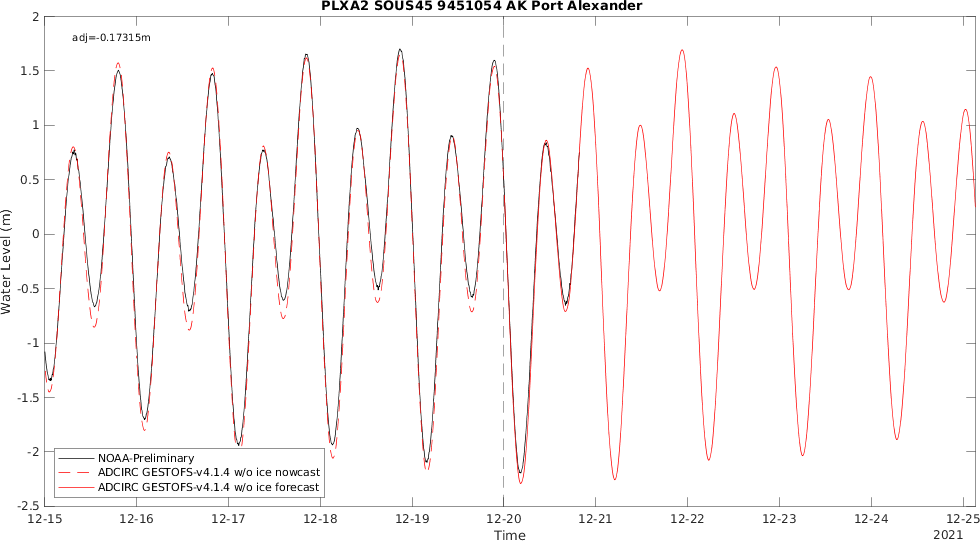 PLXA2 SOUS45 9451054 AK Port Alexander
adj=-0.17315m
2
1.5
1
0.5
0
-0.5
-1
-1.5
-2
-2.5
Water Level (m)
NOAA-Preliminary
ADCIRC GESTOFS-v4.1.4 w/o ice nowcast
ADCIRC GESTOFS-v4.1.4 w/o ice forecast
12-15 12-16 12-17 12-18 12-19 12-20 12-21 12-22 12-23 12-24 12-25
Time
2021